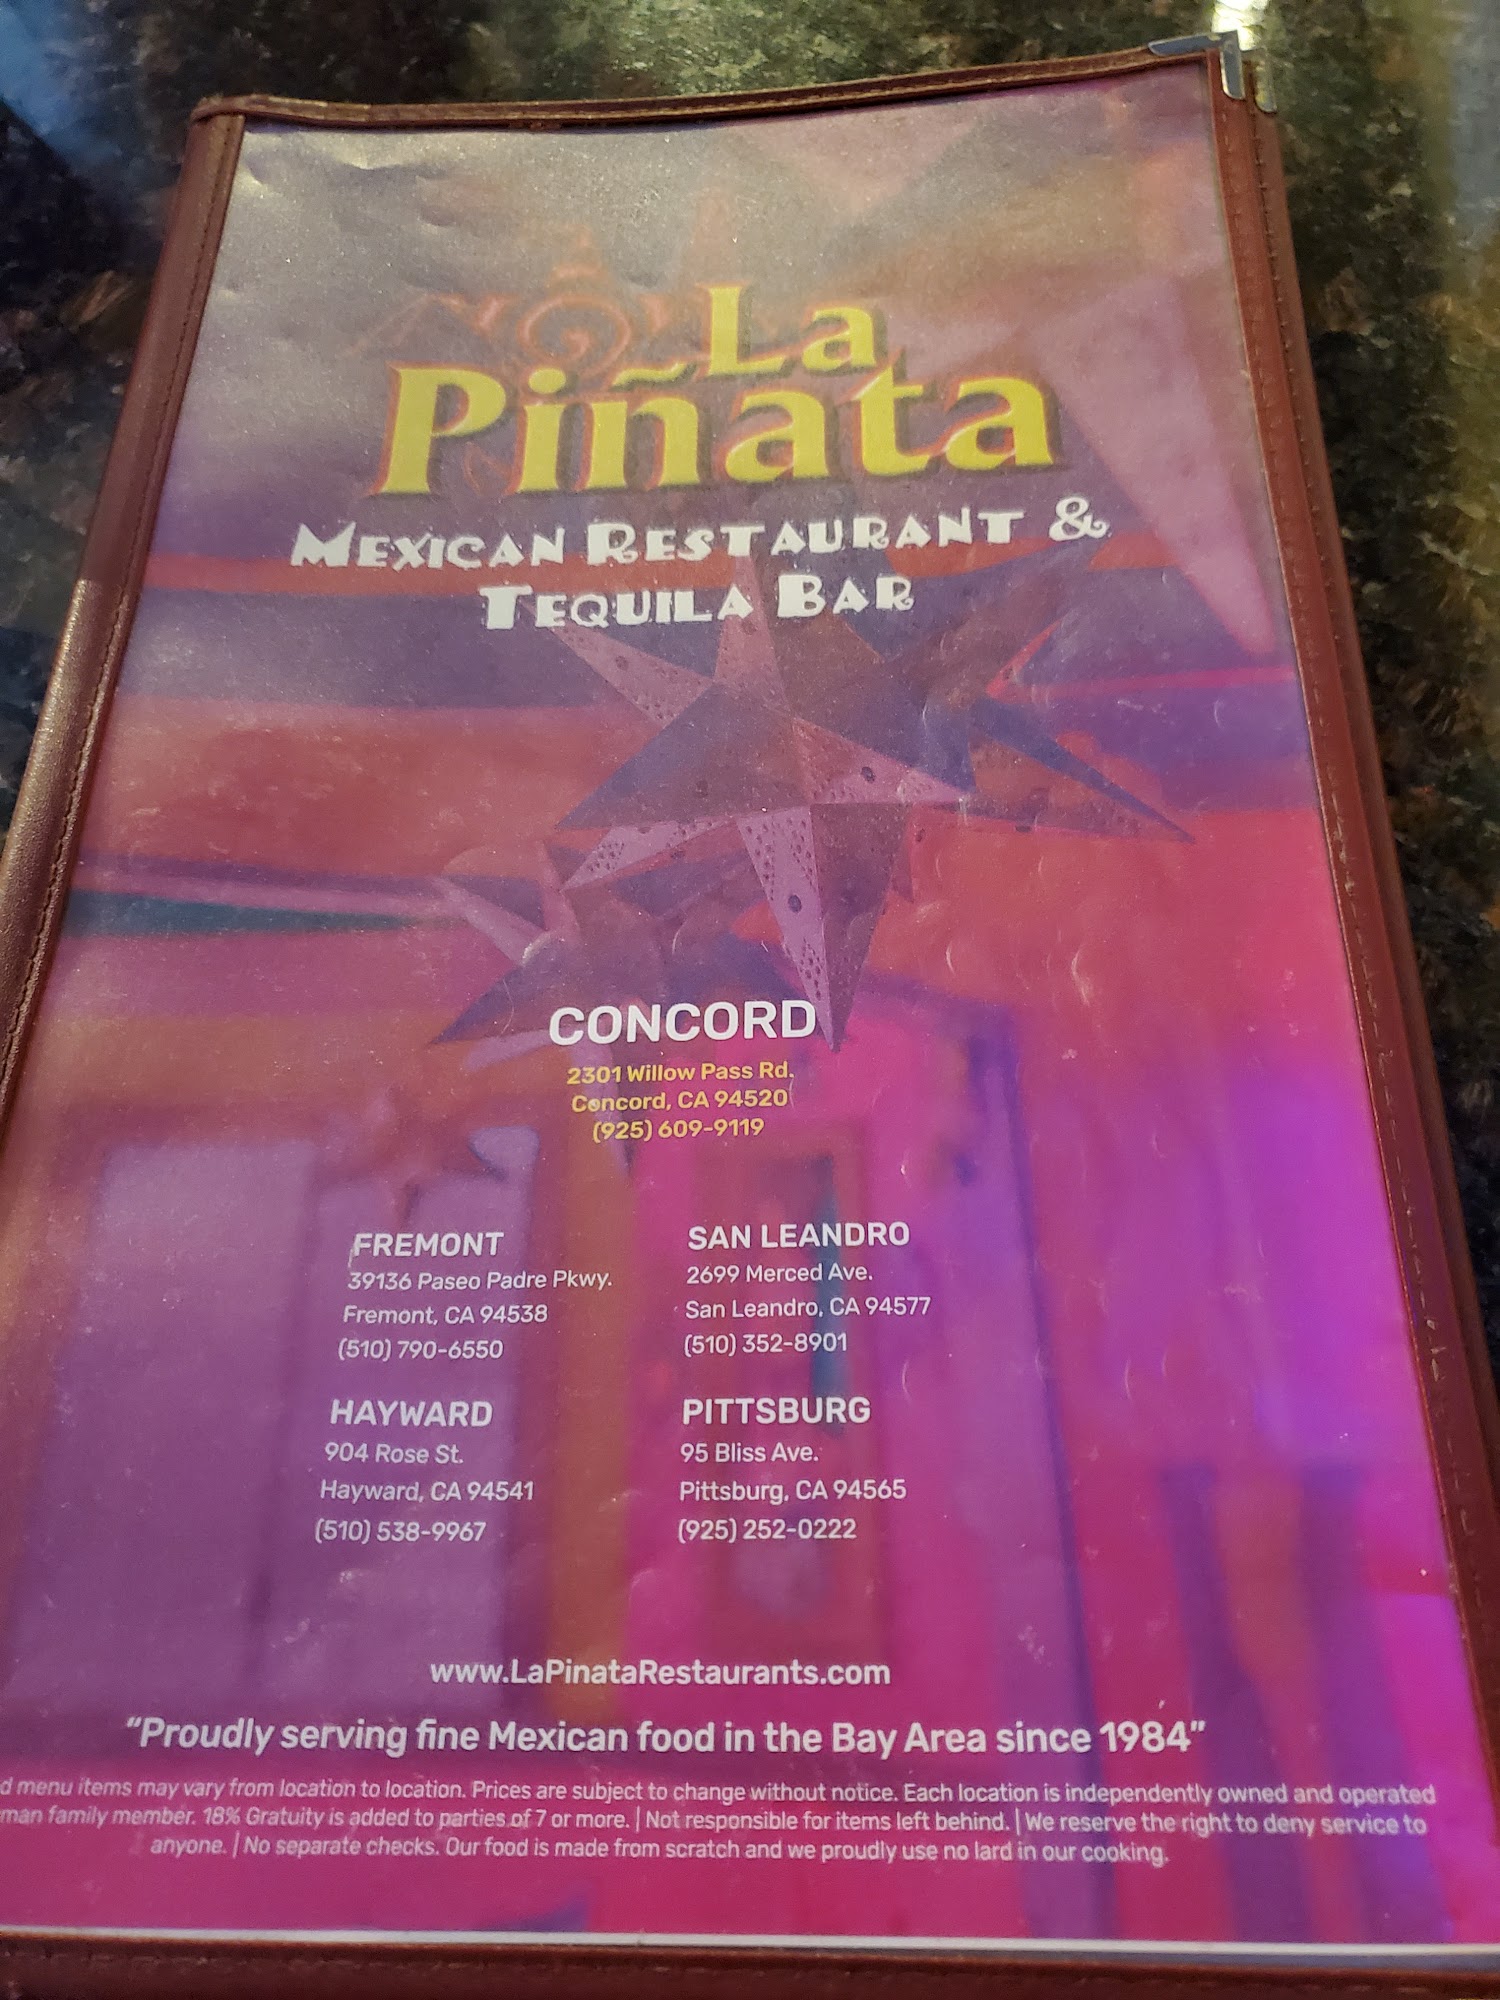 La
Piñata
MEXICAN RESTAURANT &
TEQUILA BAR
CONCORD
2301 Willow Pass Rd.
Concord, CA 94520
(925) 609-9119
FREMONT
39136 Paseo Padre Pkwy.
Fremont, CA 94538
(510) 790-6550
SAN LEANDRO
2699 Merced Ave.
San Leandro, CA 94577
(510) 352-8901
HAYWARD
904 Rose St.
Hayward, CA 94541
(510) 538-9967
PITTSBURG
95 Bliss Ave.
Pittsburg, CA 94565
(925) 252-0222
www.LaPinataRestaurants.com
"Proudly serving fine Mexican food in the Bay Area since 1984"
menu items may vary from location to location. Prices are subject to change without notice. Each location is independently owned and operated
family member. 18% Gratuity is added to parties of 7 or more. | Not responsible for items left behind. | We reserve the right to deny service to
anyone. | No separate checks. Our food is made from scratch and we proudly use no lard in our cooking.